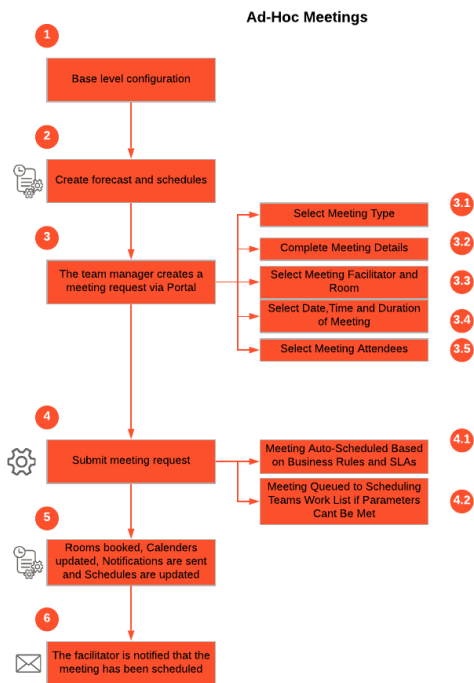 Ad-Hoc Meetings
1
Base level configuration
2
Create forecast and schedules
3
The team manager creates a
meeting request via Portal
Select Meeting Type
3.1
Complete Meeting Details
3.2
Select Meeting Facilitator and
Room
3.3
Select Date,Time and Duration
of Meeting
3.4
Select Meeting Attendees
3.5
4
Submit meeting request
Meeting Auto-Scheduled Based
on Business Rules and SLAs
4.1
Meeting Queued to Scheduling
Teams Work List if Parameters
Cant Be Met
4.2
5
Rooms booked, Calenders
updated, Notifications are sent
and Schedules are updated
6
The facilitator is notified that the
meeting has been scheduled